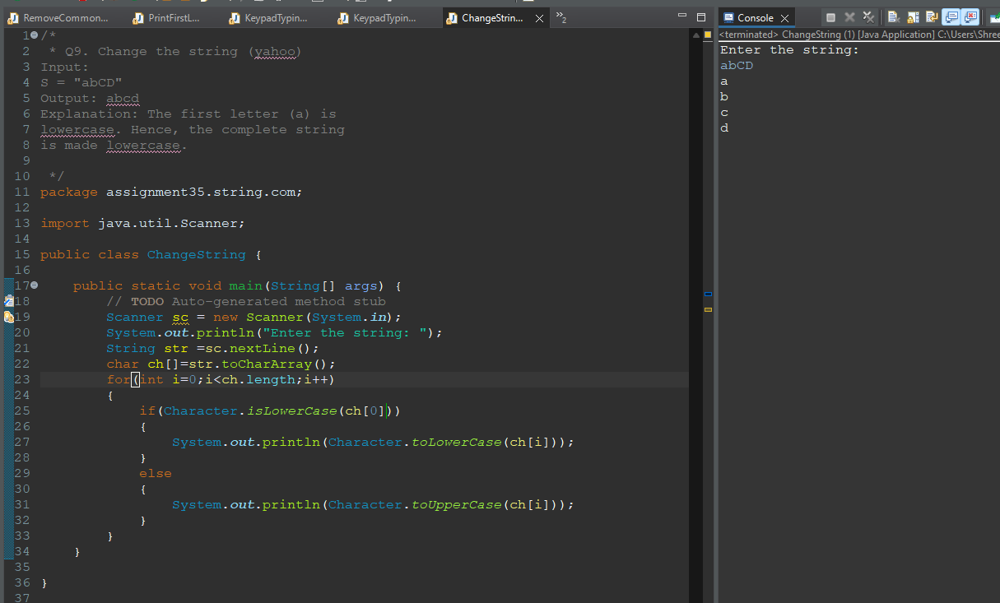 RemoveCommon...
PrintFirstL...
KeypadTypin...
KeypadTypin...
ChangeStrin...
»2
1 /*
2 * Q9. Change the string (yahoo)
3 Input:
4 S = "abCD"
5 Output: abcd
6 Explanation: The first letter (a) is
7 lowercase. Hence, the complete string
8 is made lowercase.
9
10 */
11 package assignment35.string.com;
12
13 import java.util.Scanner;
14
15 public class ChangeString {
16
17 public static void main(String[] args) {
18 // TODO Auto-generated method stub
19 Scanner sc = new Scanner(System.in);
20 System.out.println("Enter the string: ");
21 String str =sc.nextLine();
22 char ch[]=str.toCharArray();
23 for(int i=0;i<ch.length;i++)
24 {
25 if(Character.isLowerCase(ch[0]))
26 {
27 System.out.println(Character.toLowerCase(ch[i]));
28 }
29 else
30 {
31 System.out.println(Character.toUpperCase(ch[i]));
32 }
33 }
34 }
35
36 }
37
Console
<terminated> ChangeString (1) [Java Application] C:\Users\Shree
Enter the string:
abCD
a
b
c
d